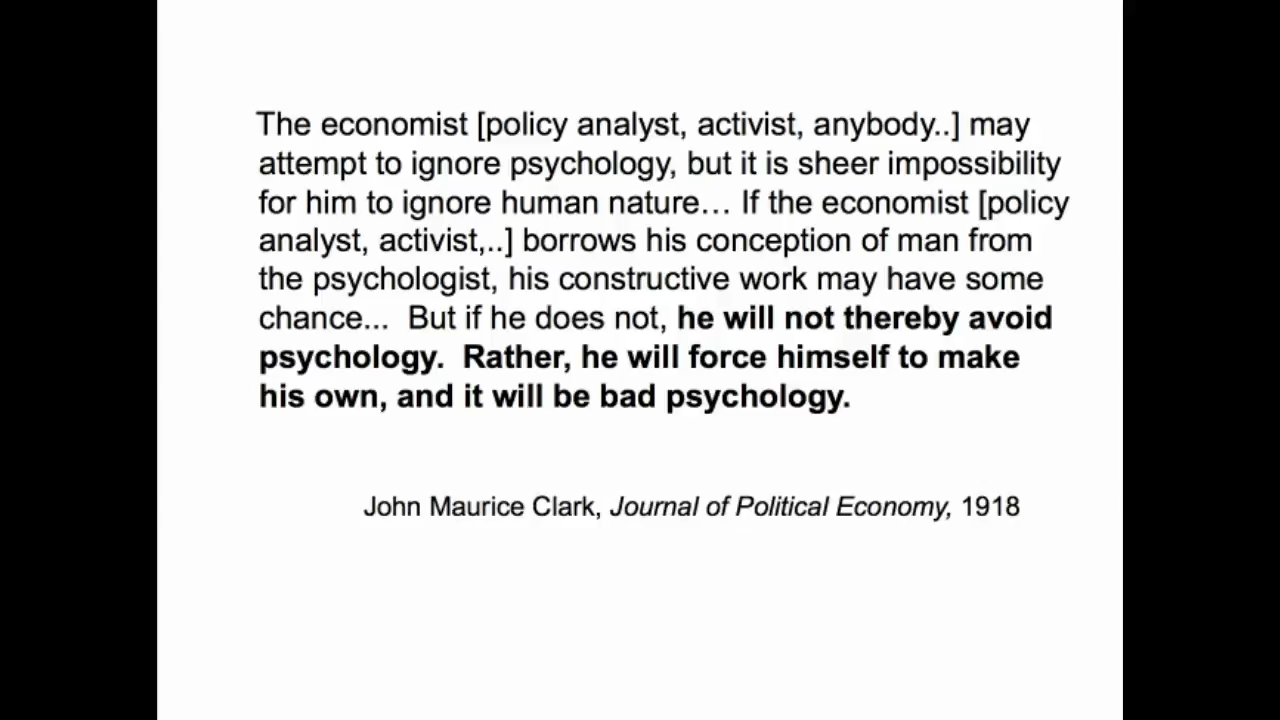 The economist [policy analyst, activist, anybody..] may
attempt to ignore psychology, but it is sheer impossibility
for him to ignore human nature… If the economist [policy
analyst, activist,..] borrows his conception of man from
the psychologist, his constructive work may have some
chance... But if he does not, he will not thereby avoid
psychology. Rather, he will force himself to make
his own, and it will be bad psychology.
John Maurice Clark, Journal of Political Economy, 1918